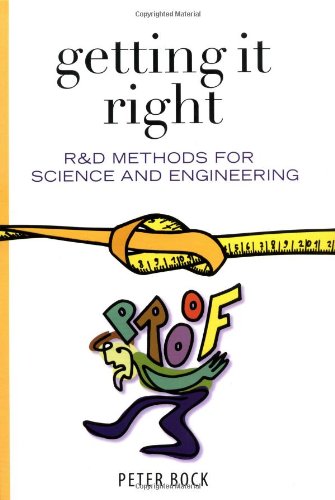 getting it
right
R&D METHODS FOR
SCIENCE AND ENGINEERING
PROOF
PETER BOCK